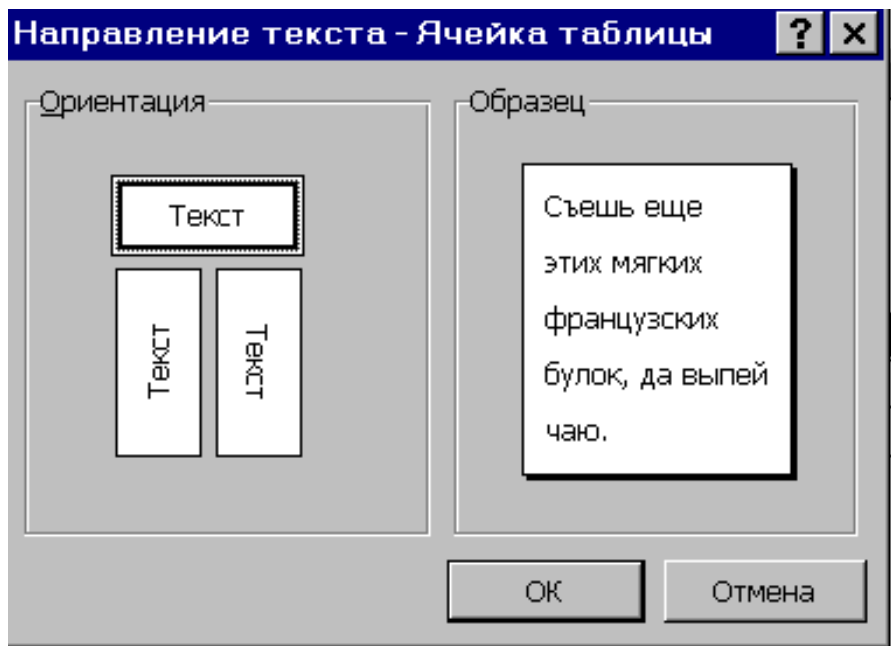 Направление текста - Ячейка таблицы
Ориентация
Текст
Текст
Текст
Образец
Съешь еще
этих мягких
французских
булок, да выпей
чаю.
ОК
Отмена